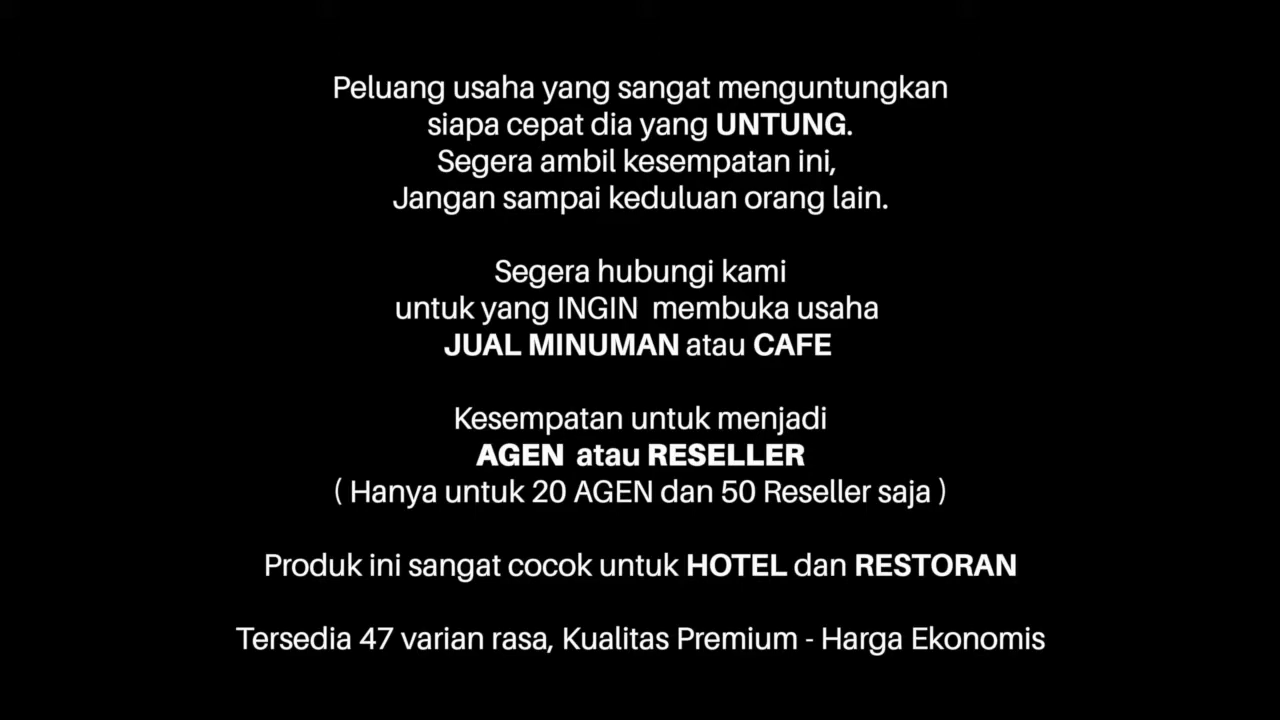 Peluang usaha yang sangat menguntungkan
siapa cepat dia yang UNTUNG.
Segera ambil kesempatan ini,
Jangan sampai keduluan orang lain.
Segera hubungi kami
untuk yang INGIN membuka usaha
JUAL MINUMAN atau CAFE
Kesempatan untuk menjadi
AGEN atau RESELLER
( Hanya untuk 20 AGEN dan 50 Reseller saja )
Produk ini sangat cocok untuk HOTEL dan RESTORAN
Tersedia 47 varian rasa, Kualitas Premium - Harga Ekonomis